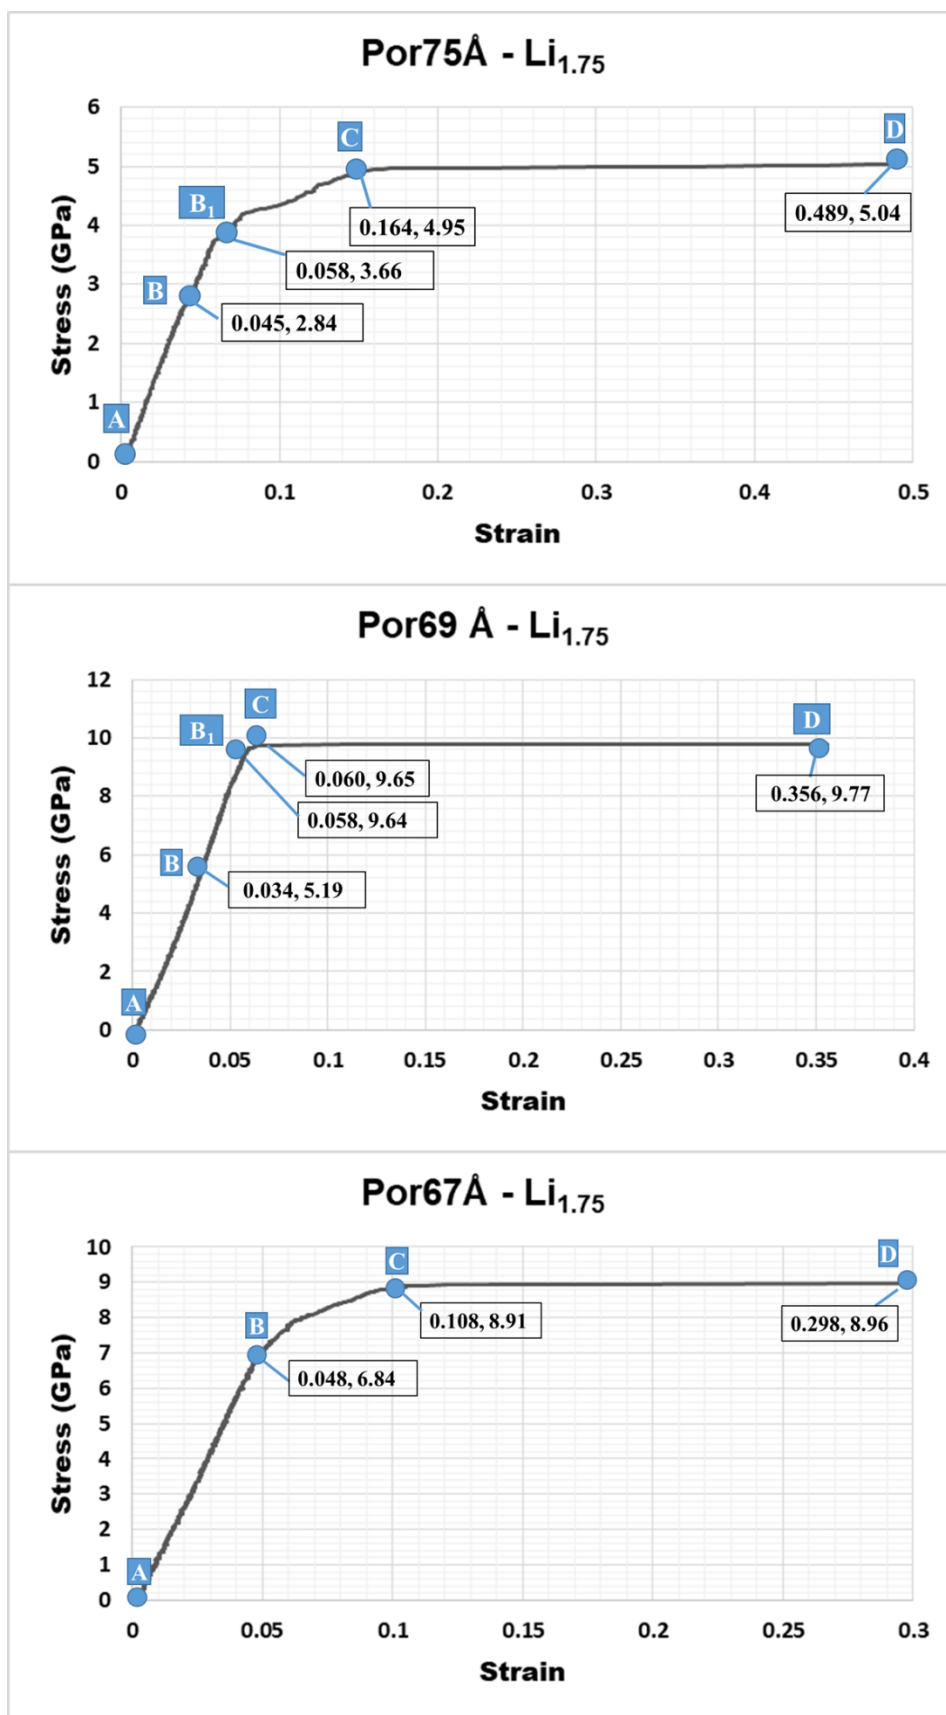 Por75Å - Li1.75
6
5
4
3
2
1
0
Stress (GPa)
A
B
B1
C
D
0.045, 2.84
0.058, 3.66
0.164, 4.95
0.489, 5.04
0 0.1 0.2 0.3 0.4 0.5
Strain
Por69 Å - Li1.75
12
10
8
6
4
2
0
Stress (GPa)
A
B
B1
C
D
0.060, 9.65
0.058, 9.64
0.034, 5.19
0.356, 9.77
0 0.05 0.1 0.15 0.2 0.25 0.3 0.35 0.4
Strain
Por67Å - Li1.75
10
9
8
7
6
5
4
3
2
1
0
Stress (GPa)
A
B
C
D
0.108, 8.91
0.048, 6.84
0.298, 8.96
0 0.05 0.1 0.15 0.2 0.25 0.3
Strain